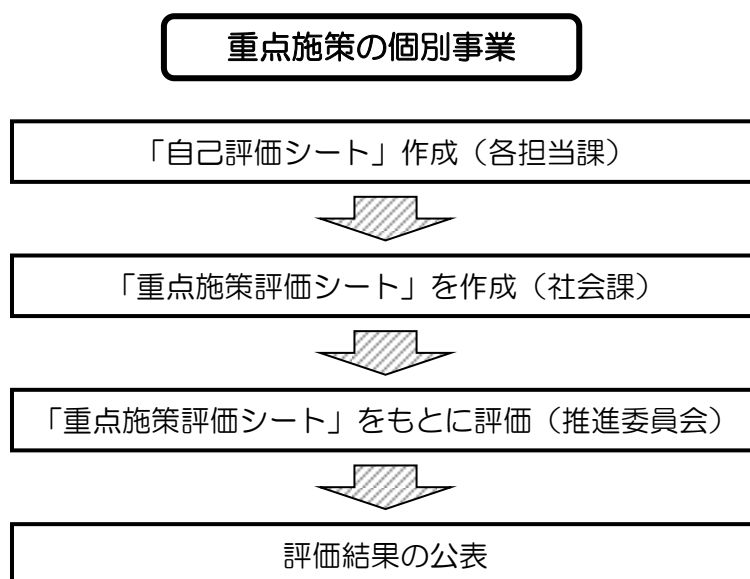 重点施策の個別事業
「自己評価シート」作成（各担当課）
「重点施策評価シート」を作成（社会課）
「重点施策評価シート」をもとに評価（推進委員会）
評価結果の公表